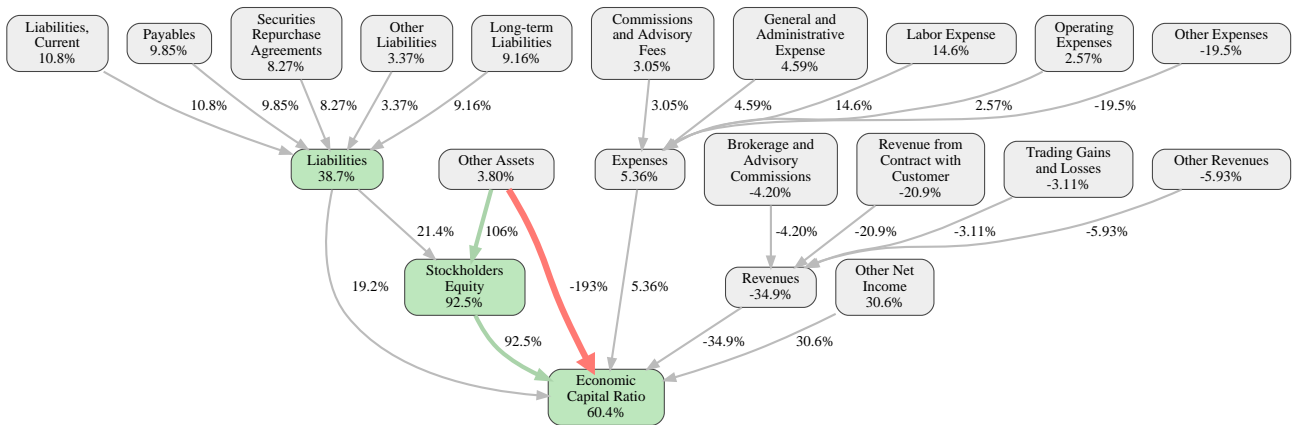 Liabilities,
Current
10.8%
Payables
9.85%
Securities
Repurchase
Agreements
8.27%
Other
Liabilities
3.37%
Long-term
Liabilities
9.16%
Commissions
and Advisory
Fees
3.05%
General and
Administrative
Expense
4.59%
Labor Expense
14.6%
Operating
Expenses
2.57%
Other Expenses
-19.5%
10.8%
9.85%
8.27%
3.37%
9.16%
3.05%
4.59%
14.6%
2.57%
-19.5%
Liabilities
38.7%
Other Assets
3.80%
Expenses
5.36%
Brokerage and
Advisory
Commissions
-4.20%
Revenue from
Contract with
Customer
-20.9%
Trading Gains
and Losses
-3.11%
Other Revenues
-5.93%
21.4%
106%
-4.20%
-20.9%
-3.11%
-5.93%
Stockholders
Equity
92.5%
Revenues
-34.9%
Other Net
Income
30.6%
19.2%
-193%
5.36%
92.5%
-34.9%
30.6%
Economic
Capital Ratio
60.4%